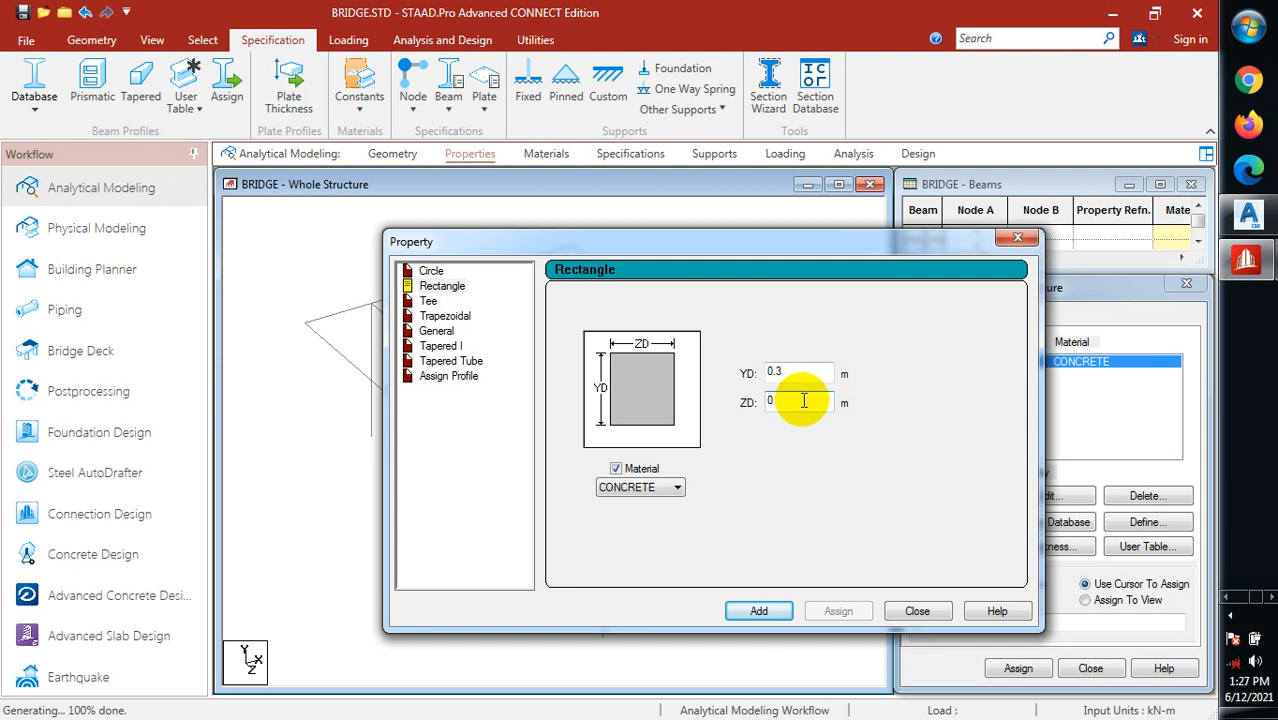 BRIDGE.STD - STAAD.Pro Advanced CONNECT Edition
File Geometry View Select Specification Loading Analysis and Design Utilities Search Sign in
Database Prismatic Tapered User Table Assign Plate Thickness Constants Node Beam Plate Fixed Pinned Custom Foundation One Way Spring Other Supports Section Wizard Section Database
Beam Profiles Plate Profiles Materials Specifications Supports Tools
Workflow Analytical Modeling: Geometry Properties Materials Specifications Supports Loading Analysis Design
Analytical Modeling
Physical Modeling
Building Planner
Piping
Bridge Deck
Postprocessing
Foundation Design
Steel AutoDrafter
Connection Design
Concrete Design
Advanced Concrete Desi...
Advanced Slab Design
Earthquake
BRIDGE - Whole Structure
BRIDGE - Beams
Beam Node A Node B Property Refn. Mate
Property
Circle
Rectangle
Tee
Trapezoidal
General
Tapered I
Tapered Tube
Assign Profile
Rectangle
ZD
YD
YD: 0.3 m
ZD: 0 m
Material
CONCRETE
Add Assign Close Help
ure
Material
CONCRETE
dit... Delete...
Database Define...
kness... User Table...
Use Cursor To Assign
Assign To View
Assign Close Help
Y X Z
Generating... 100% done. Analytical Modeling Workflow Load : Input Units : kN-m
1:27 PM
6/12/2021